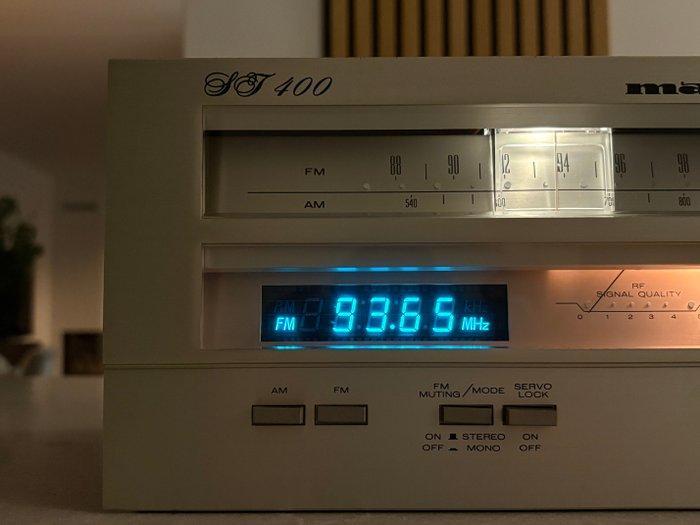 ST 400 ma
FM 88 90 92 94 96 98
AM 540 600 800
RF
SIGNAL QUALITY
0 1 2 3 4
FM 93.65 MHz
AM FM FM MUTING / MODE SERVO LOCK
ON STEREO ON
OFF MONO OFF